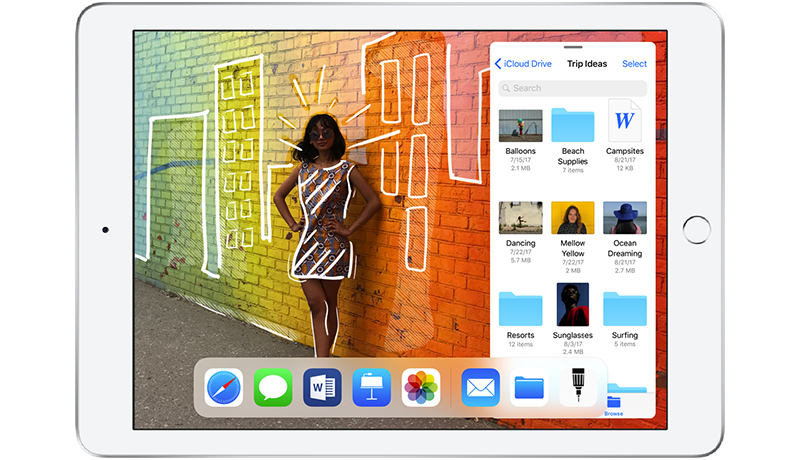 iCloud Drive Trip Ideas Select
Search
Balloons
7/15/17
2.1 MB
Beach
Supplies
7 items
W
Campsites
8/21/17
12 KB
Dancing
7/22/17
5.7 MB
Mellow
Yellow
7/22/17
2 MB
Ocean
Dreaming
8/21/17
2.7 MB
Resorts
12 items
Sunglasses
8/3/17
2.4 MB
Surfing
5 items
W
Browse